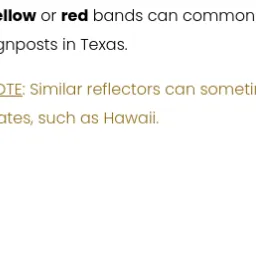 ellow or red bands can common
gnposts in Texas.
OTE: Similar reflectors can someti
ates, such as Hawaii.